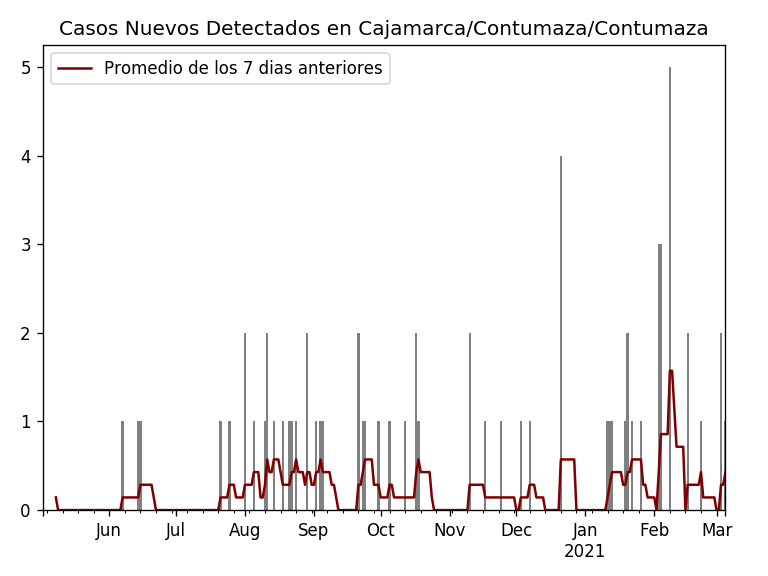 Casos Nuevos Detectados en Cajamarca/Contumaza/Contumaza
Promedio de los 7 dias anteriores
5
4
3
2
1
0
Jun Jul Aug Sep Oct Nov Dec Jan Feb Mar
2021